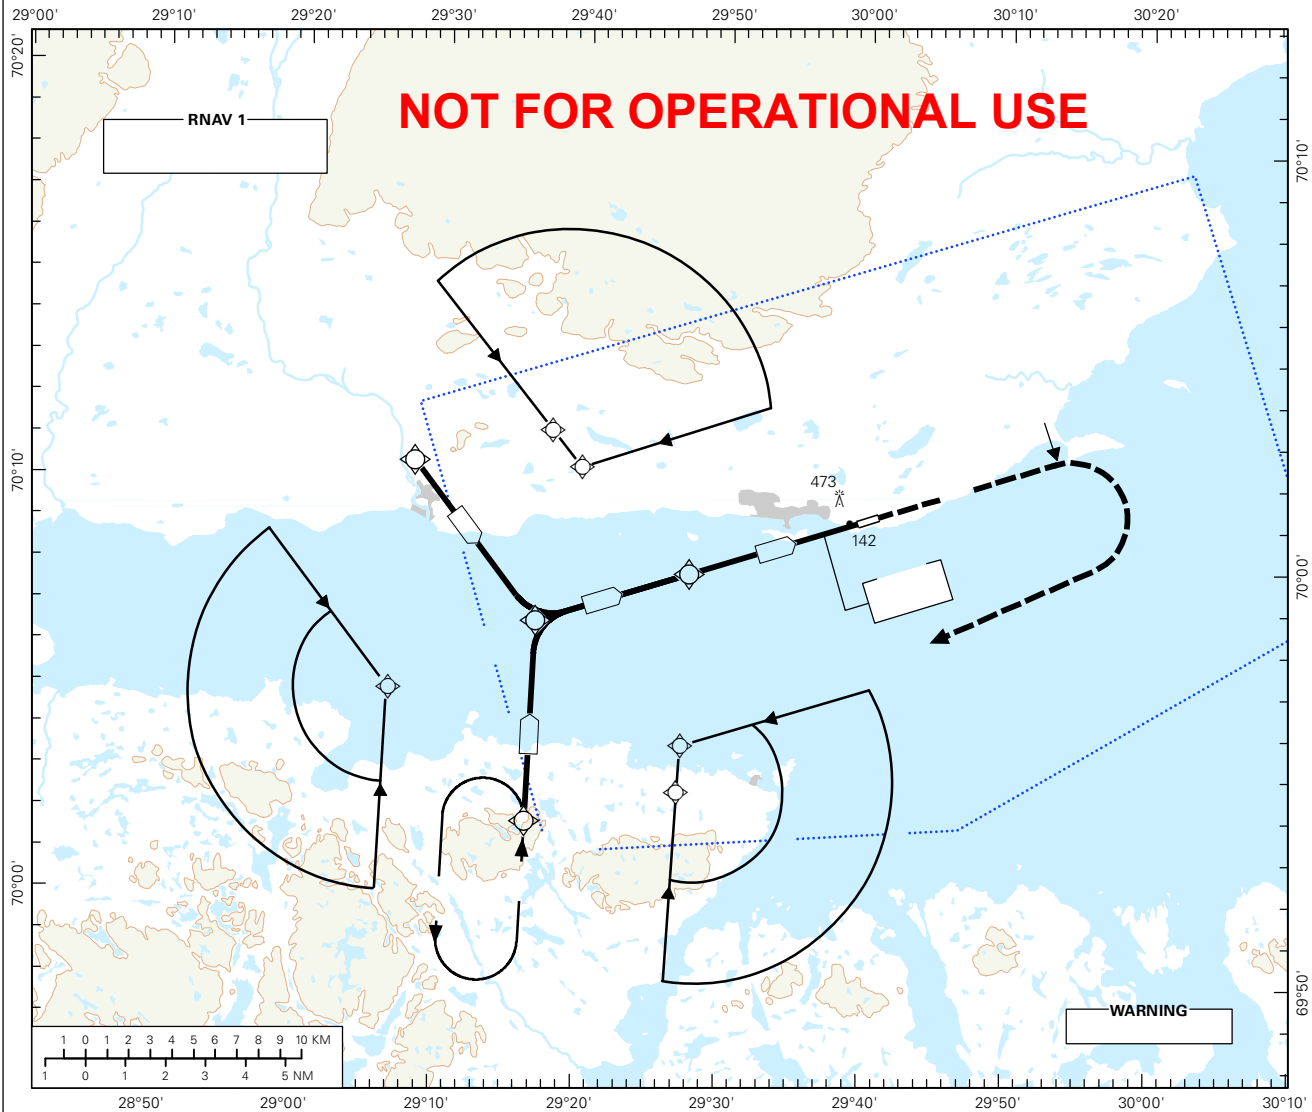 29°00' 29°10' 29°20' 29°30' 29°40' 29°50' 30°00' 30°10' 30°20'
70°20'
NOT FOR OPERATIONAL USE
RNAV 1
70°10'
70°10'
473
142
70°00'
70°00'
69°50'
WARNING
1 0 1 2 3 4 5 6 7 8 9 10 KM
1 0 1 2 3 4 5 NM
28°50' 29°00' 29°10' 29°20' 29°30' 29°40' 29°50' 30°00' 30°10'